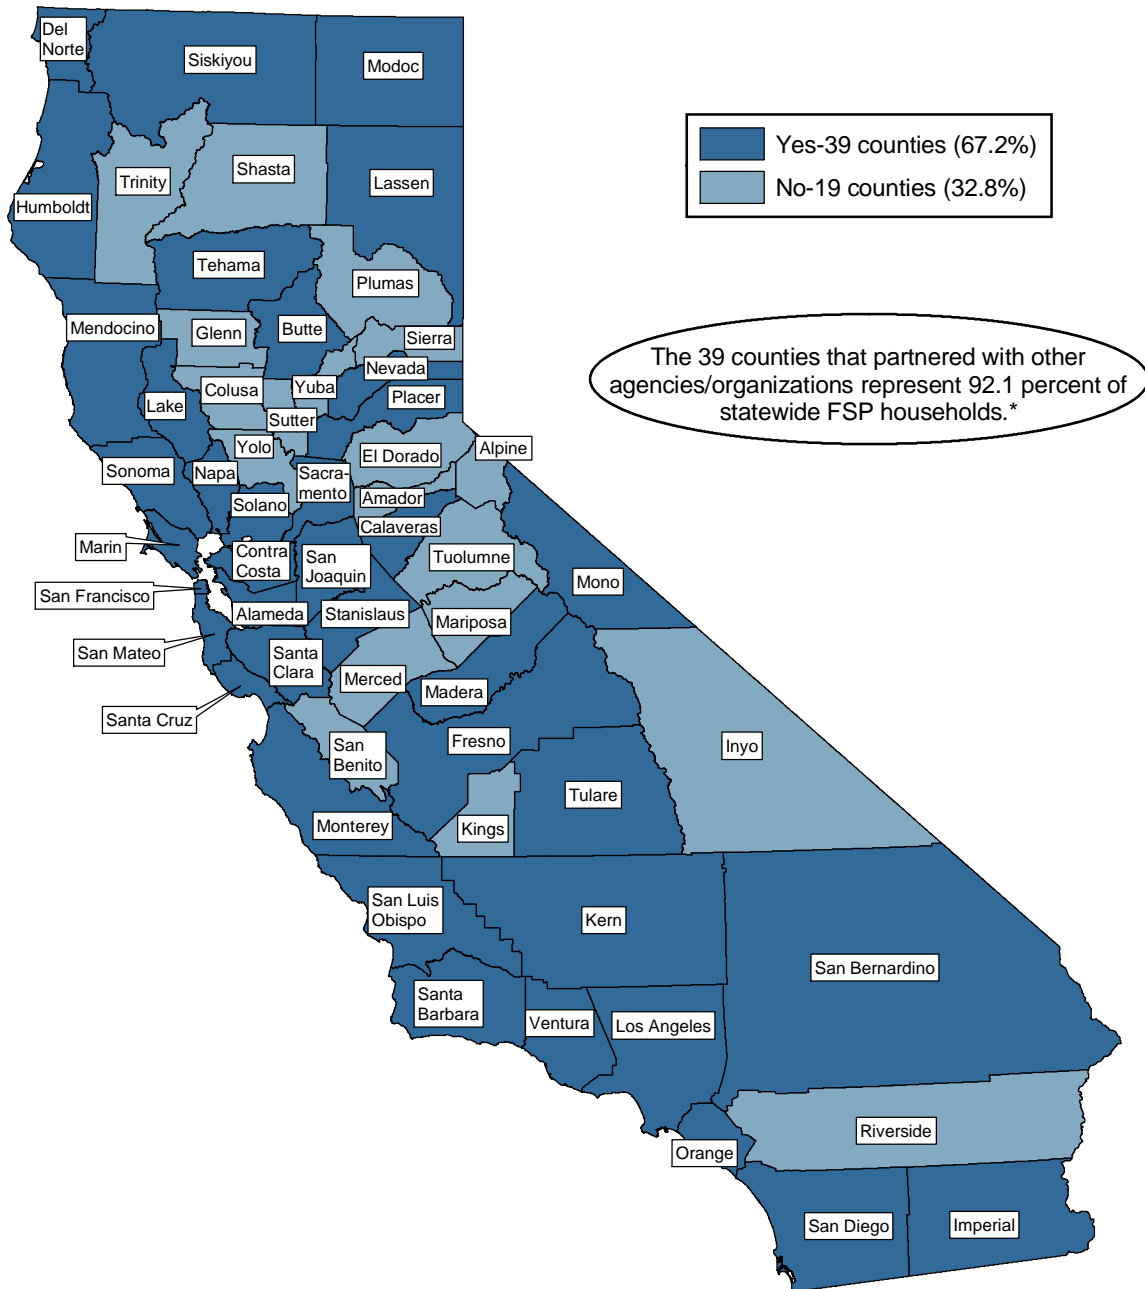 Del
Norte
Siskiyou
Modoc
Yes-39 counties (67.2%)
No-19 counties (32.8%)
Shasta
Trinity
Lassen
Humboldt
Tehama
Plumas
Mendocino
Glenn
Butte
Sierra
The 39 counties that partnered with other
agencies/organizations represent 92.1 percent of
statewide FSP households.*
Nevada
Colusa
Yuba
Placer
Lake
Sutter
Yolo
Alpine
El Dorado
Sonoma
Napa
Sacra-
mento
Solano
Amador
Calaveras
Marin
Contra
Costa
San
Joaquin
Tuolumne
Mono
San Francisco
Alameda
Stanislaus
Mariposa
San Mateo
Santa
Clara
Merced
Madera
Santa Cruz
San
Benito
Fresno
Inyo
Tulare
Monterey
Kings
San Luis
Obispo
Kern
San Bernardino
Santa
Barbara
Ventura
Los Angeles
Riverside
Orange
San Diego
Imperial